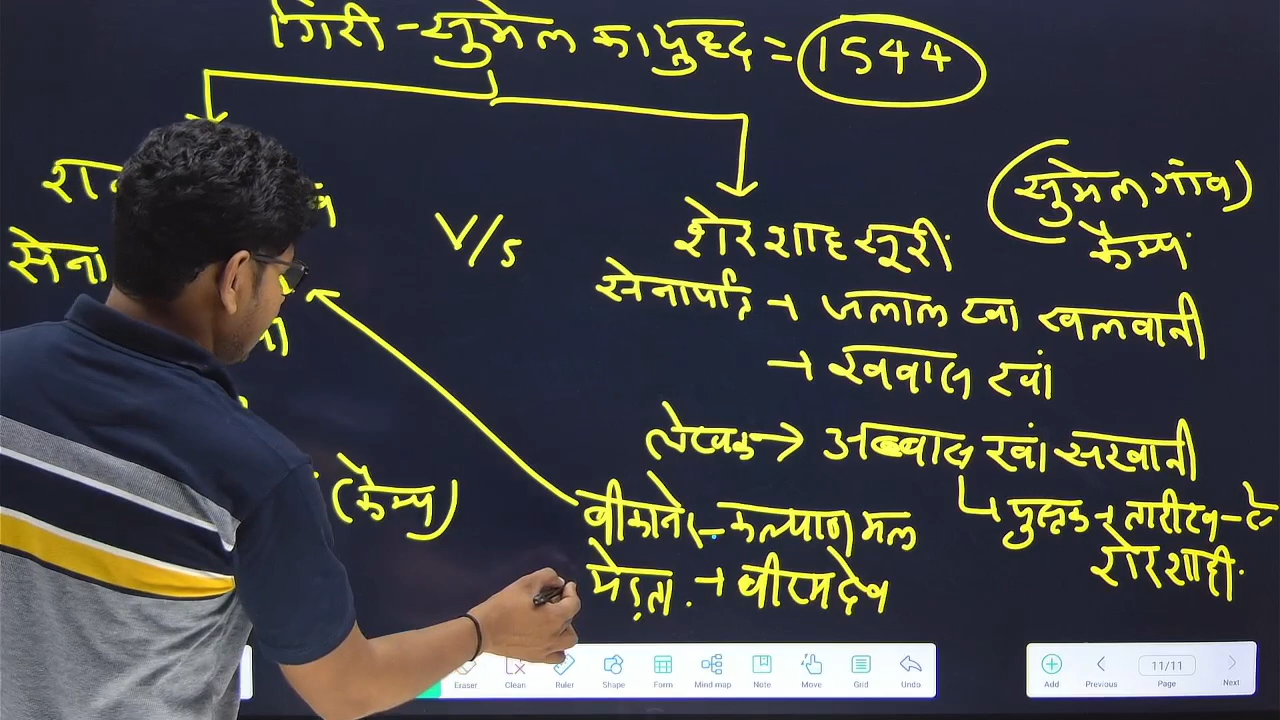 गिरी-सुमेल का युद्ध = 1544
(सुमेल गाँव)
कैम्प
V/s
शेरशाह सूरी
सेना
सेनापति → जलाल खां जलवानी
→ खवास खां
लेखक → अब्बास खां सरवानी
↳ पुस्तक → तारीख-ए
शेरशाही.
(कैम्प)
बीकानेर - कल्याणमल
मेड़ता. → वीरमदेव
Eraser Clean Ruler Shape Form Mind map Note Move Grid Undo
Add Previous 11/11 Page Next